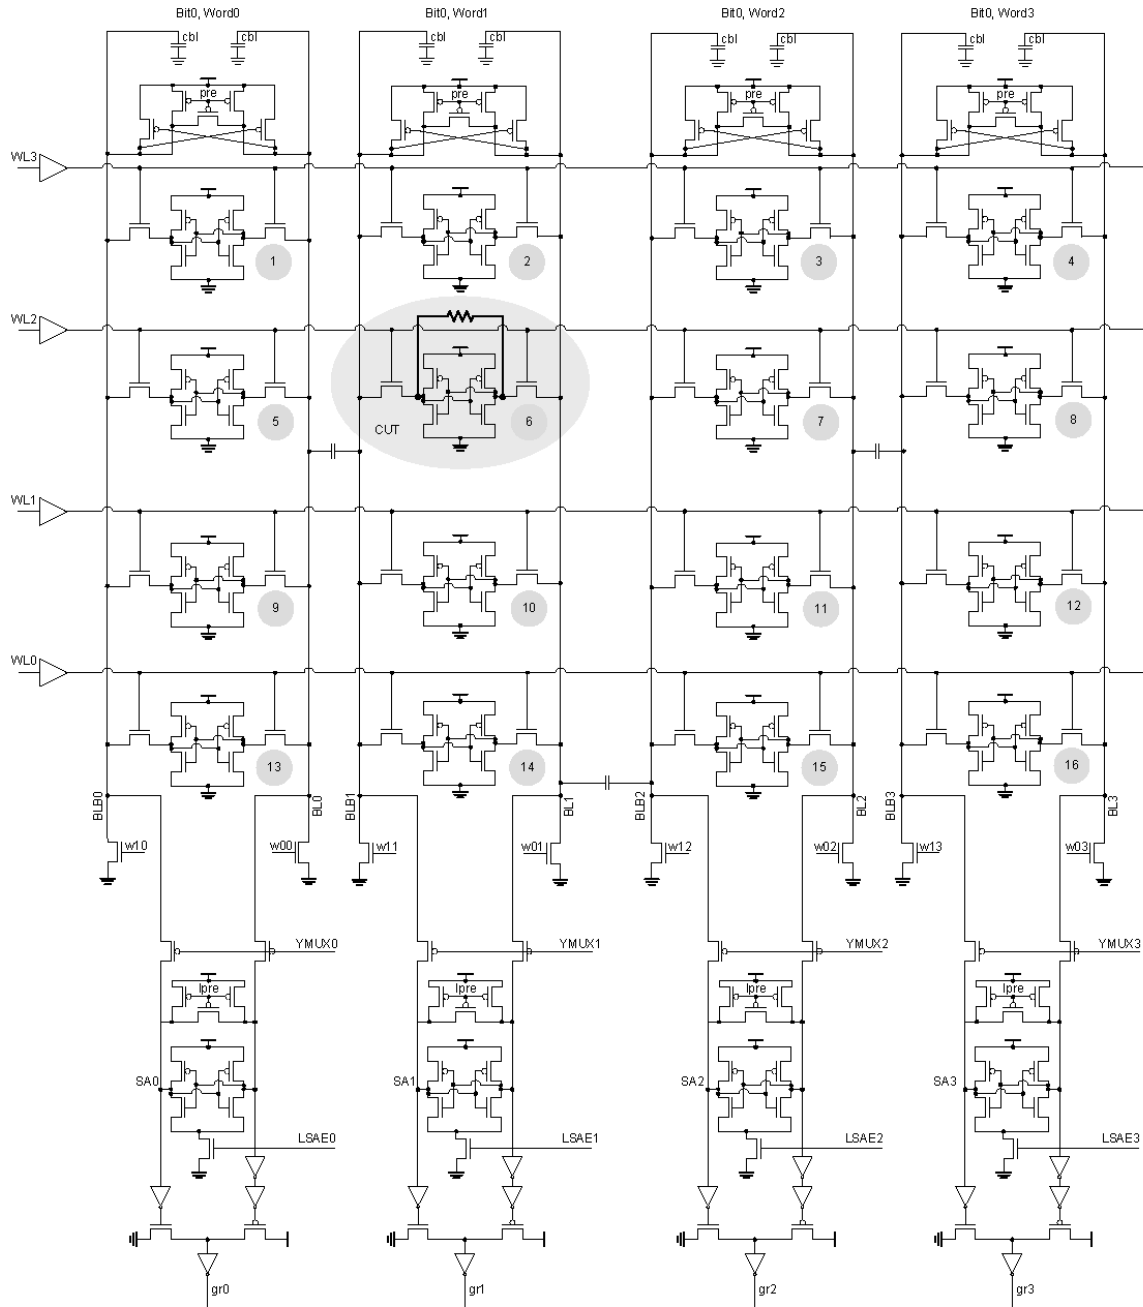 Bit0, Word0 Bit0, Word1 Bit0, Word2 Bit0, Word3
cbl cbl cbl cbl cbl cbl cbl cbl
pre pre pre pre
WL3
1 2 3 4
WL2
5 CUT 6 7 8
WL1
9 10 11 12
WL0
13 14 15 16
BLB0 BL0 BLB1 BL1 BLB2 BL2 BLB3 BL3
w10 w00 w11 w01 w12 w02 w13 w03
YMUX0 YMUX1 YMUX2 YMUX3
lpre lpre lpre lpre
SA0 SA1 SA2 SA3
LSAE0 LSAE1 LSAE2 LSAE3
gr0 gr1 gr2 gr3